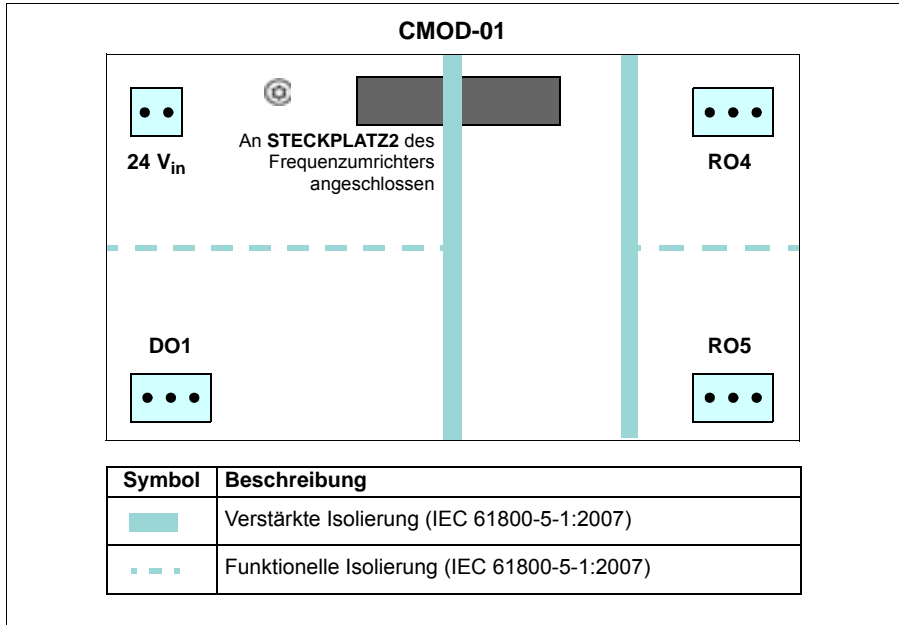 CMOD-01
An STECKPLATZ2 des
Frequenzumrichters
angeschlossen
24 Vin
RO4
DO1
RO5
Symbol Beschreibung
Verstärkte Isolierung (IEC 61800-5-1:2007)
Funktionelle Isolierung (IEC 61800-5-1:2007)